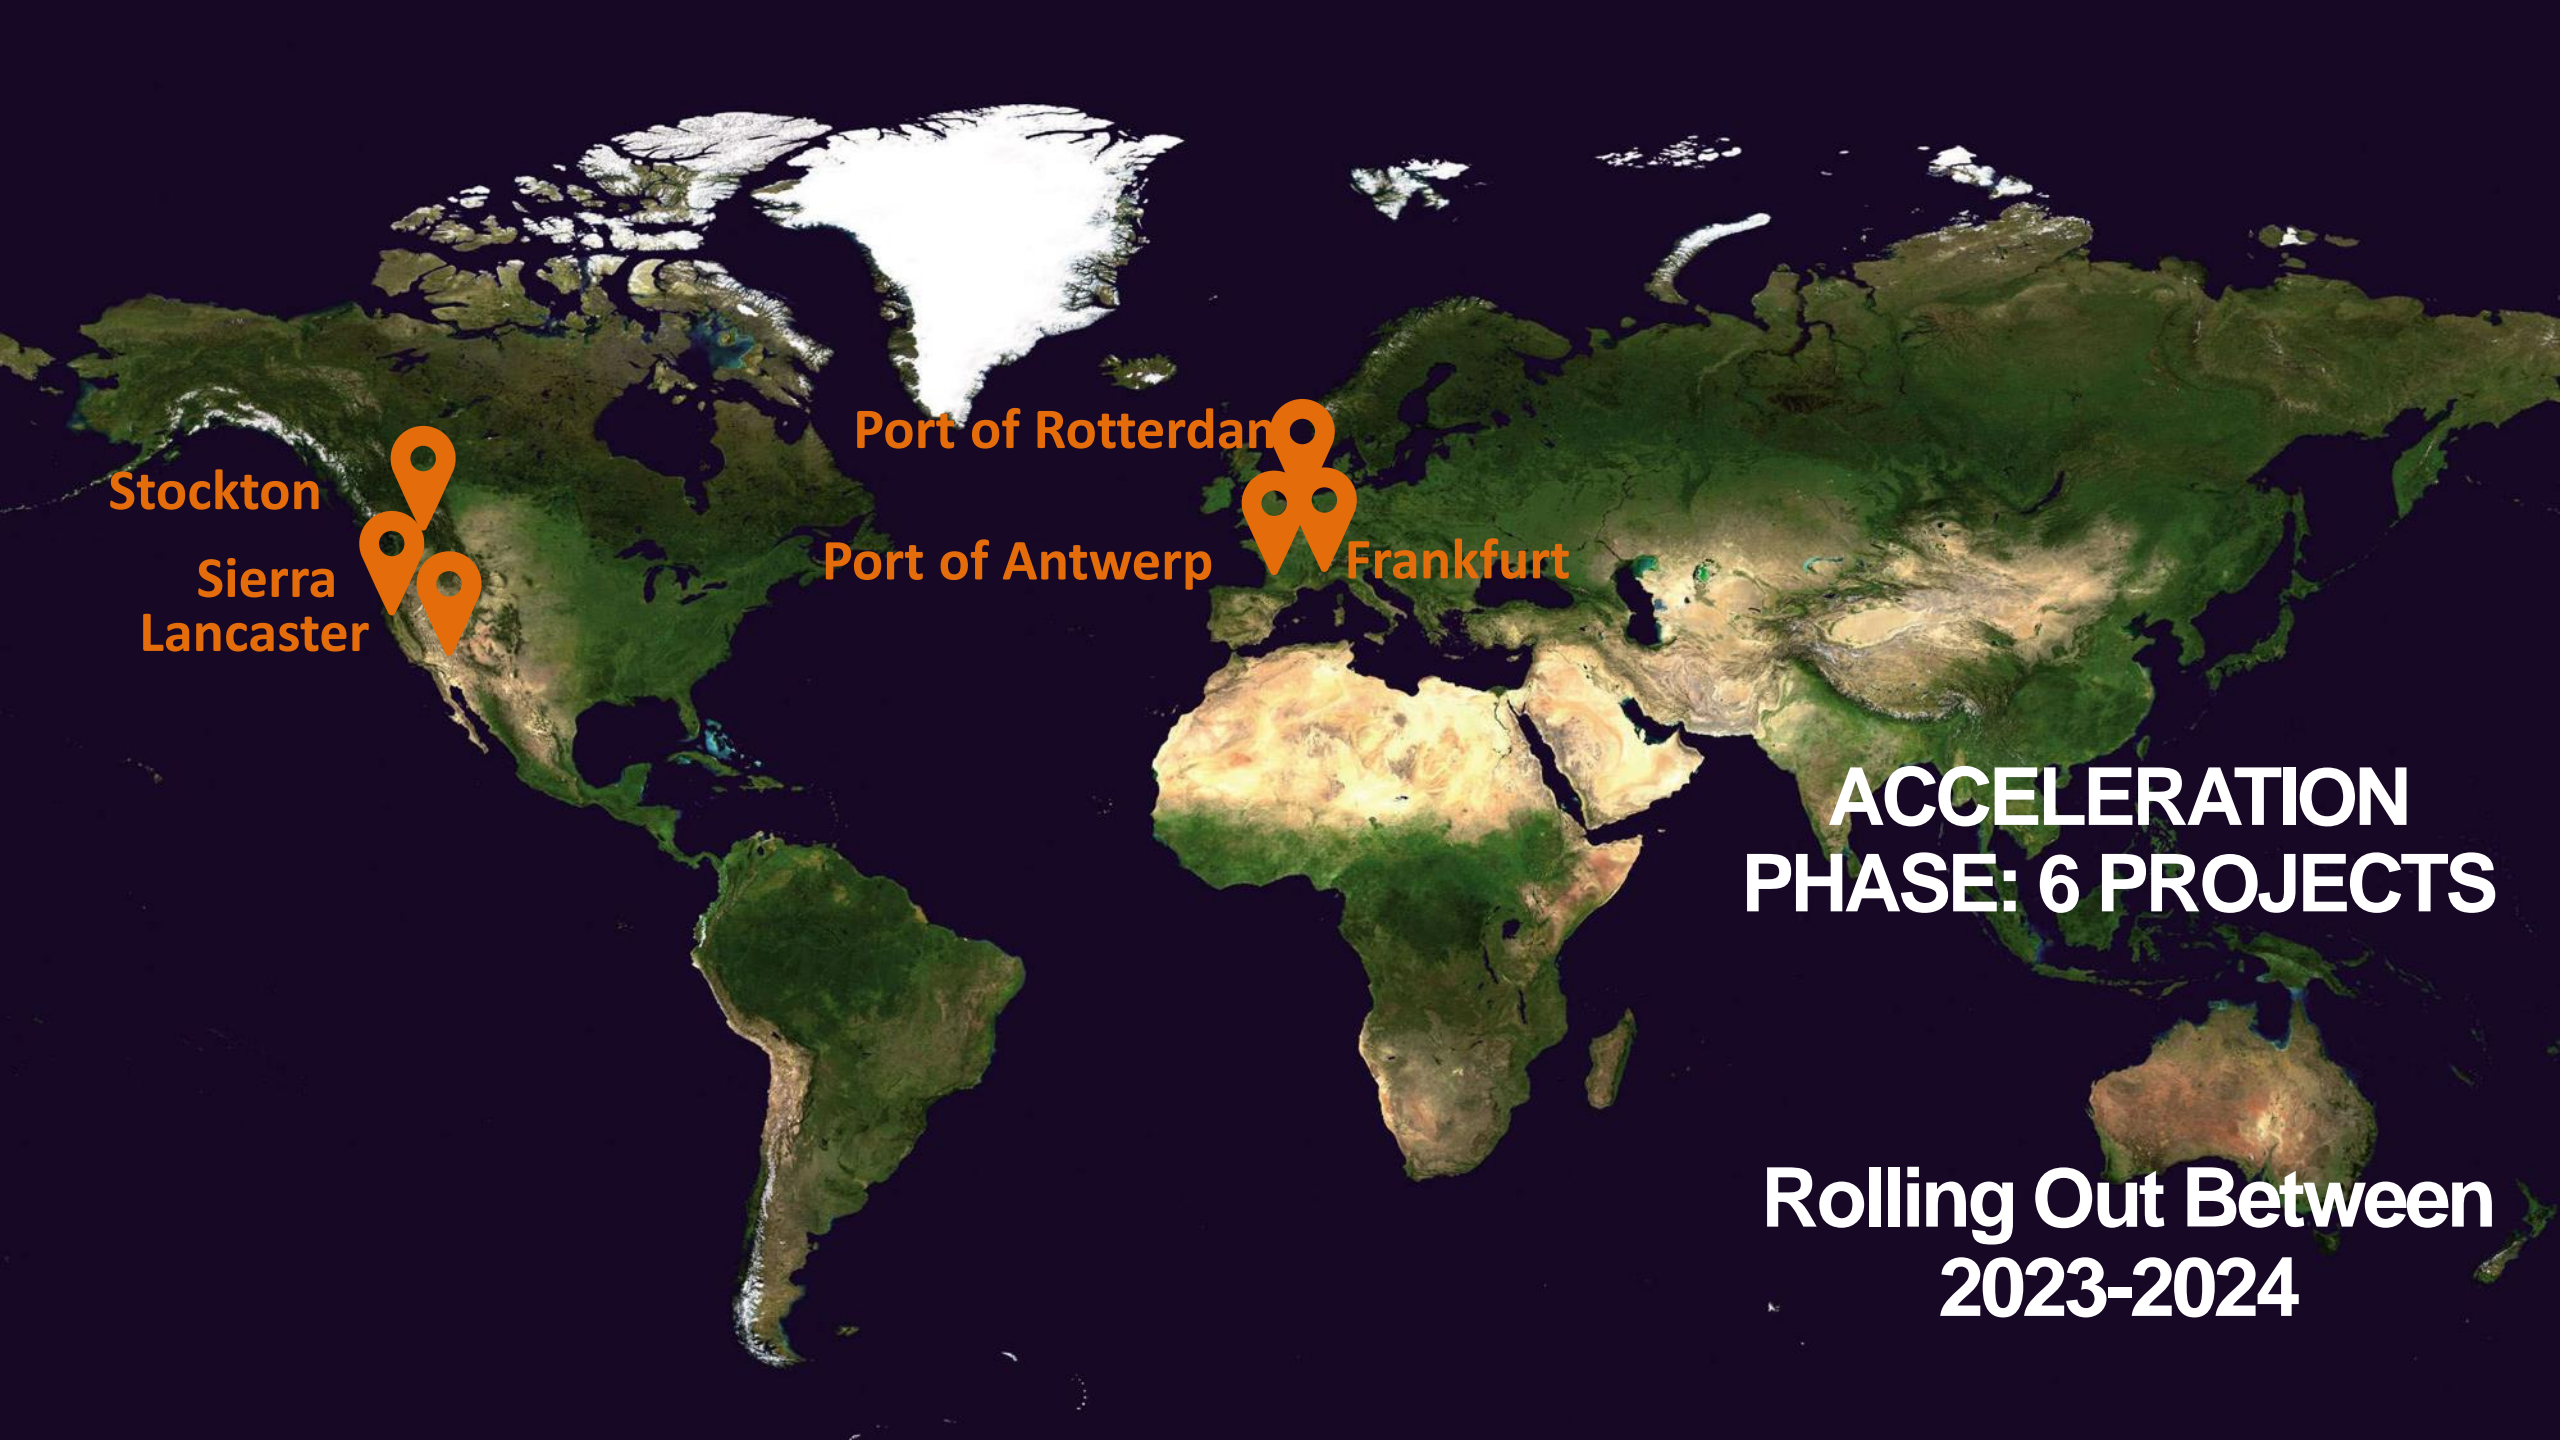 Port of Rotterdam
Stockton
Port of Antwerp
Frankfurt
Sierra
Lancaster
ACCELERATION
PHASE: 6 PROJECTS
Rolling Out Between
2023-2024